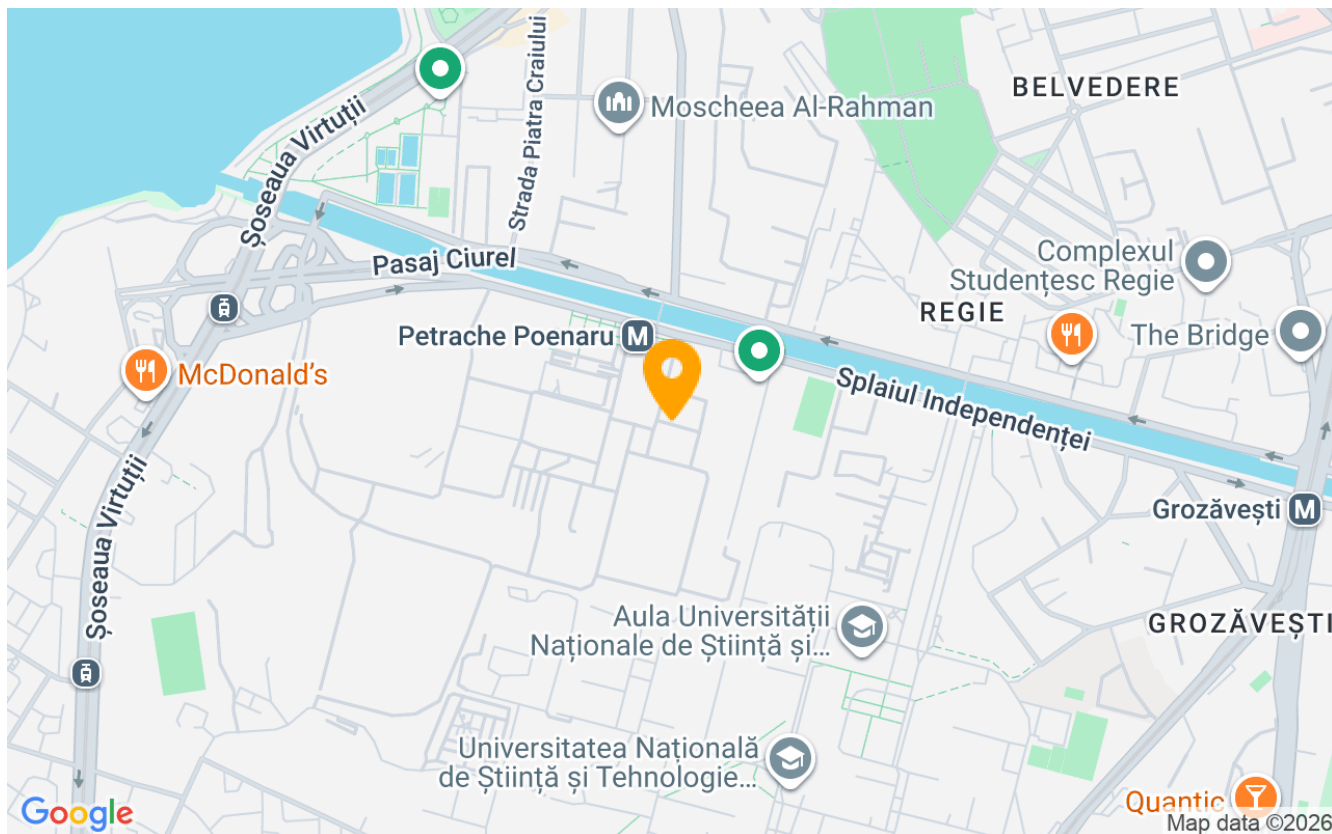 BELVEDERE
Strada Piatra Craiului
Moscheea Al-Rahman
Șoseaua Virtuții
Pasaj Ciurel
Complexul
Studențesc Regie
REGIE
The Bridge
Petrache Poenaru
M
McDonald's
Splaiul Independenței
Șoseaua Virtuții
Grozăvești
M
Aula Universității
Naționale de Știință și...
GROZĂVEȘTI
Universitatea Națională
de Știință și Tehnologie...
Quantic
Google
Map data ©2026